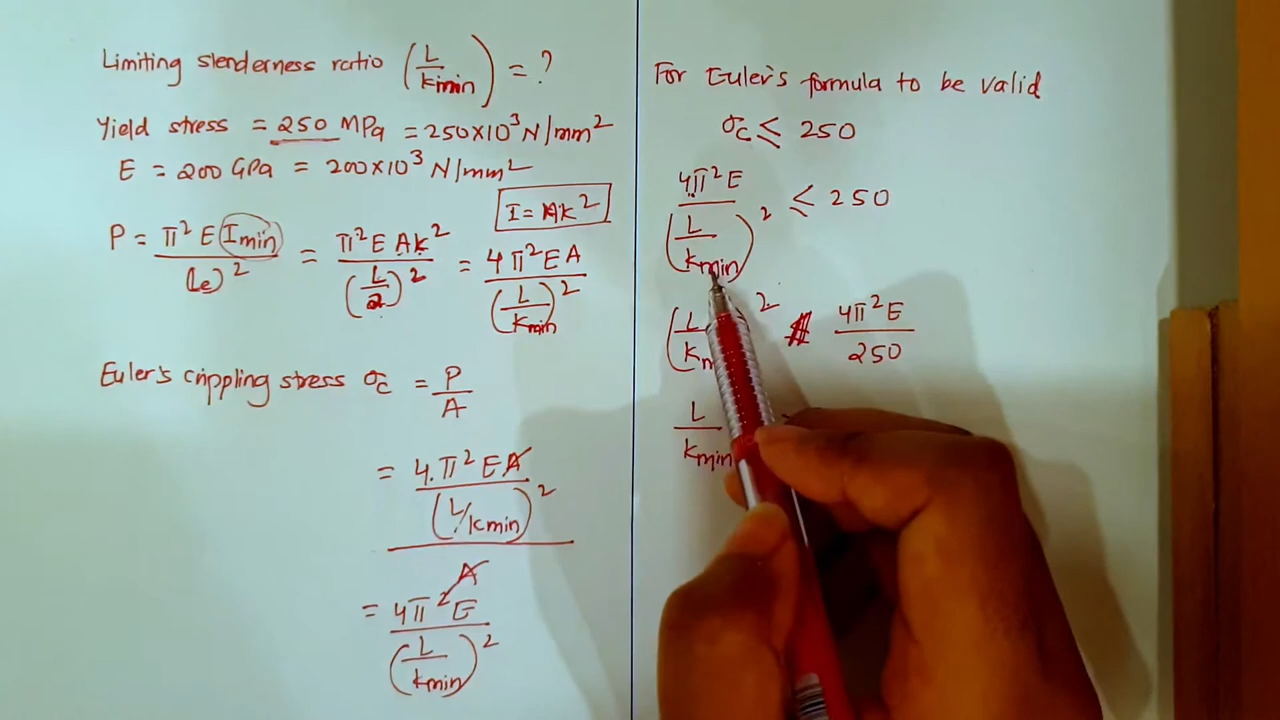 Limiting slenderness ratio (L/kmin) = ?
Yield stress = 250 MPa = 250×10³ N/mm²
E = 200 GPa = 200×10³ N/mm²
I = Ak²
P = π² E Imin / (Le)² = π² E A k² / (L/2)² = 4π² E A / (L/kmin)²
Euler's crippling stress σc = P/A
= 4.π² E A / (L/kmin)²
A
= 4π² E / (L/kmin)²
For Euler's formula to be valid
σc ≤ 250
4π² E / (L/kmin)² ≤ 250
(L/k )² 4π² E / 250
L/kmin